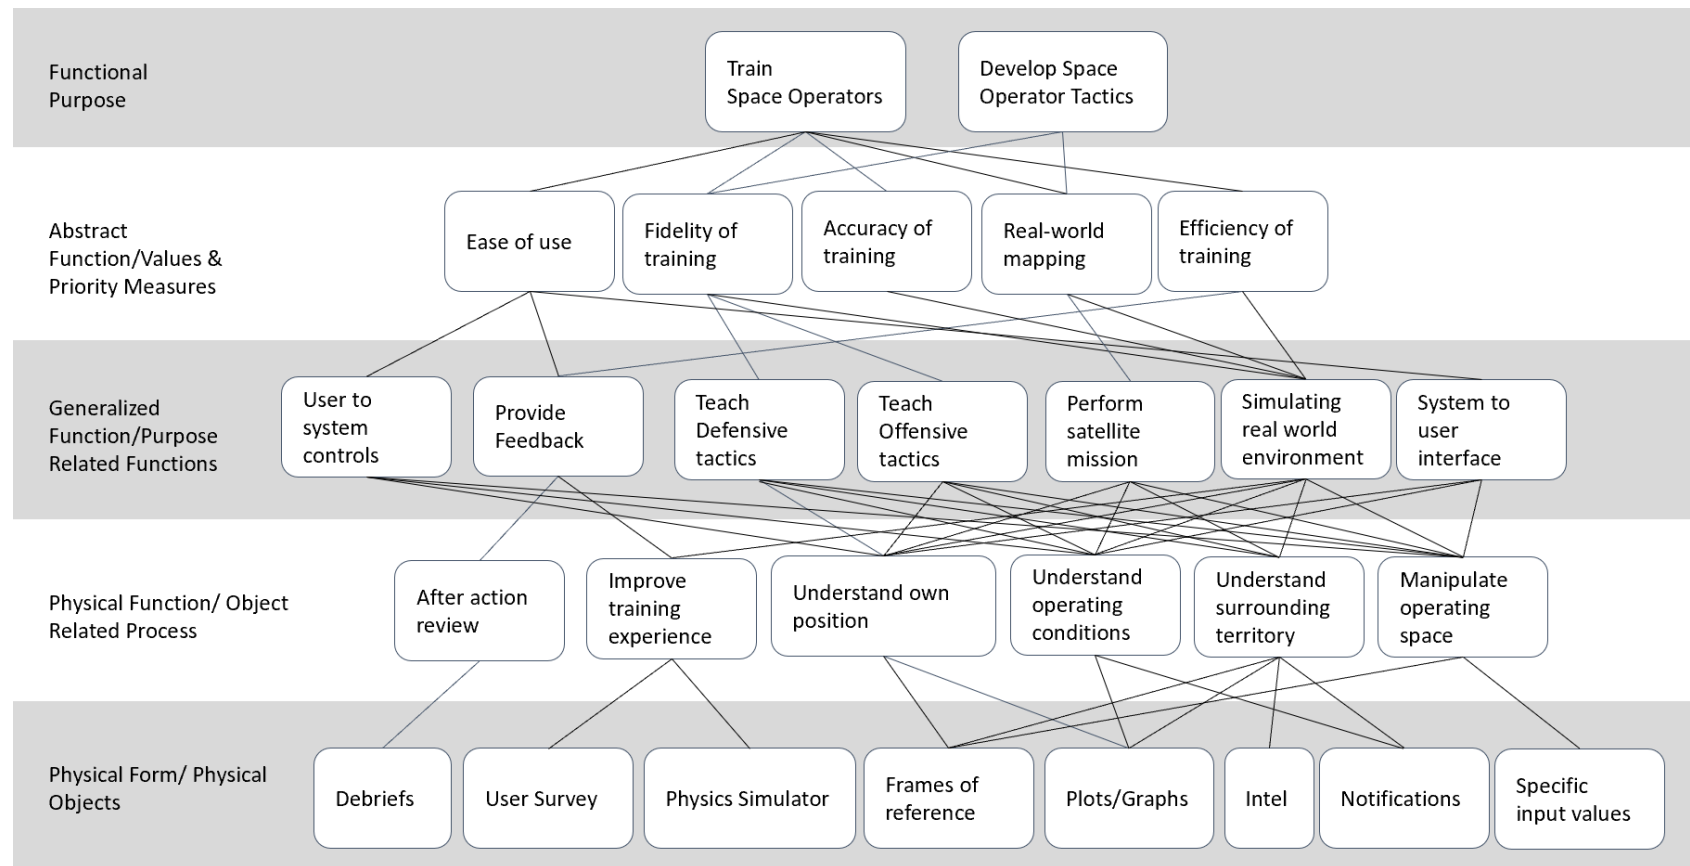 Functional
Purpose
Train
Space Operators
Develop Space
Operator Tactics
Abstract
Function/Values &
Priority Measures
Ease of use
Fidelity of
training
Accuracy of
training
Real-world
mapping
Efficiency of
training
Generalized
Function/Purpose
Related Functions
User to
system
controls
Provide
Feedback
Teach
Defensive
tactics
Teach
Offensive
tactics
Perform
satellite
mission
Simulating
real world
environment
System to
user
interface
Physical Function/ Object
Related Process
After action
review
Improve
training
experience
Understand own
position
Understand
operating
conditions
Understand
surrounding
territory
Manipulate
operating
space
Physical Form/ Physical
Objects
Debriefs
User Survey
Physics Simulator
Frames of
reference
Plots/Graphs
Intel
Notifications
Specific
input values